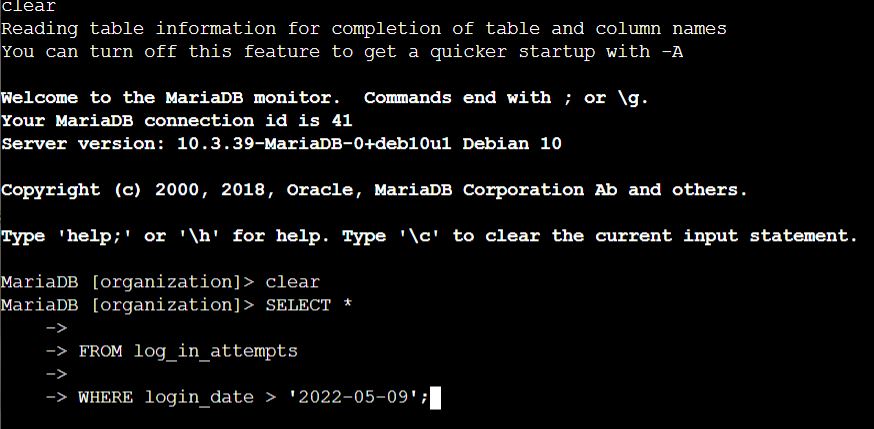 clear
Reading table information for completion of table and column names
You can turn off this feature to get a quicker startup with -A
Welcome to the MariaDB monitor.  Commands end with ; or \g.
Your MariaDB connection id is 41
Server version: 10.3.39-MariaDB-0+deb10u1 Debian 10
Copyright (c) 2000, 2018, Oracle, MariaDB Corporation Ab and others.
Type 'help;' or '\h' for help. Type '\c' to clear the current input statement.
MariaDB [organization]> clear
MariaDB [organization]> SELECT *
    ->
    -> FROM log_in_attempts
    ->
    -> WHERE login_date > '2022-05-09';